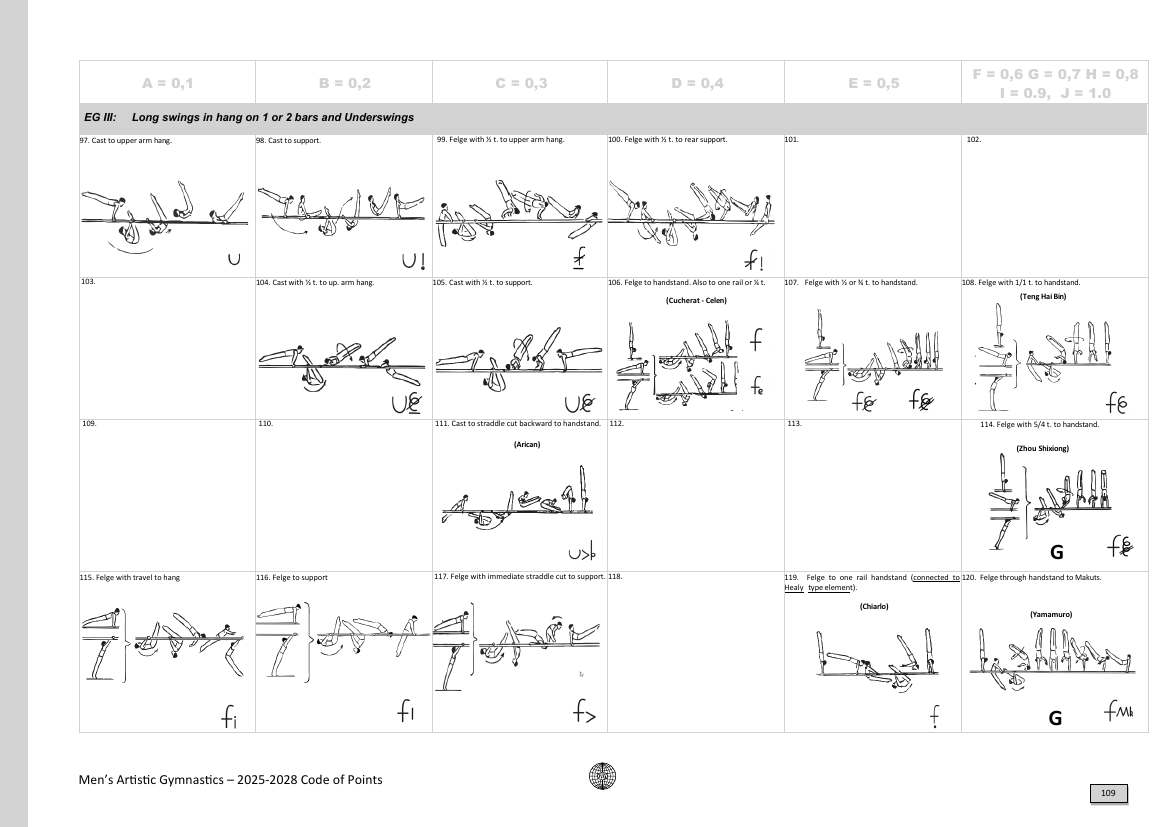 A = 0,1
B = 0,2
C = 0,3
D = 0,4
E = 0,5
F = 0,6 G = 0,7 H = 0,8
I = 0.9, J = 1.0
EG III: Long swings in hang on 1 or 2 bars and Underswings
97. Cast to upper arm hang.
98. Cast to support.
99. Felge with ½ t. to upper arm hang.
100. Felge with ½ t. to rear support.
101.
102.
103.
104. Cast with ½ t. to up. arm hang.
105. Cast with ½ t. to support.
106. Felge to handstand. Also to one rail or ¼ t.
(Cucherat - Celen)
107. Felge with ½ or ¾ t. to handstand.
108. Felge with 1/1 t. to handstand.
(Teng Hai Bin)
109.
110.
111. Cast to straddle cut backward to handstand.
(Arican)
112.
113.
114. Felge with 5/4 t. to handstand.
(Zhou Shixiong)
G
115. Felge with travel to hang
116. Felge to support
117. Felge with immediate straddle cut to support.
118.
119. Felge to one rail handstand (connected to
Healy type element).
(Chiarlo)
120. Felge through handstand to Makuts.
(Yamamuro)
G
Men's Artistic Gymnastics – 2025-2028 Code of Points
109